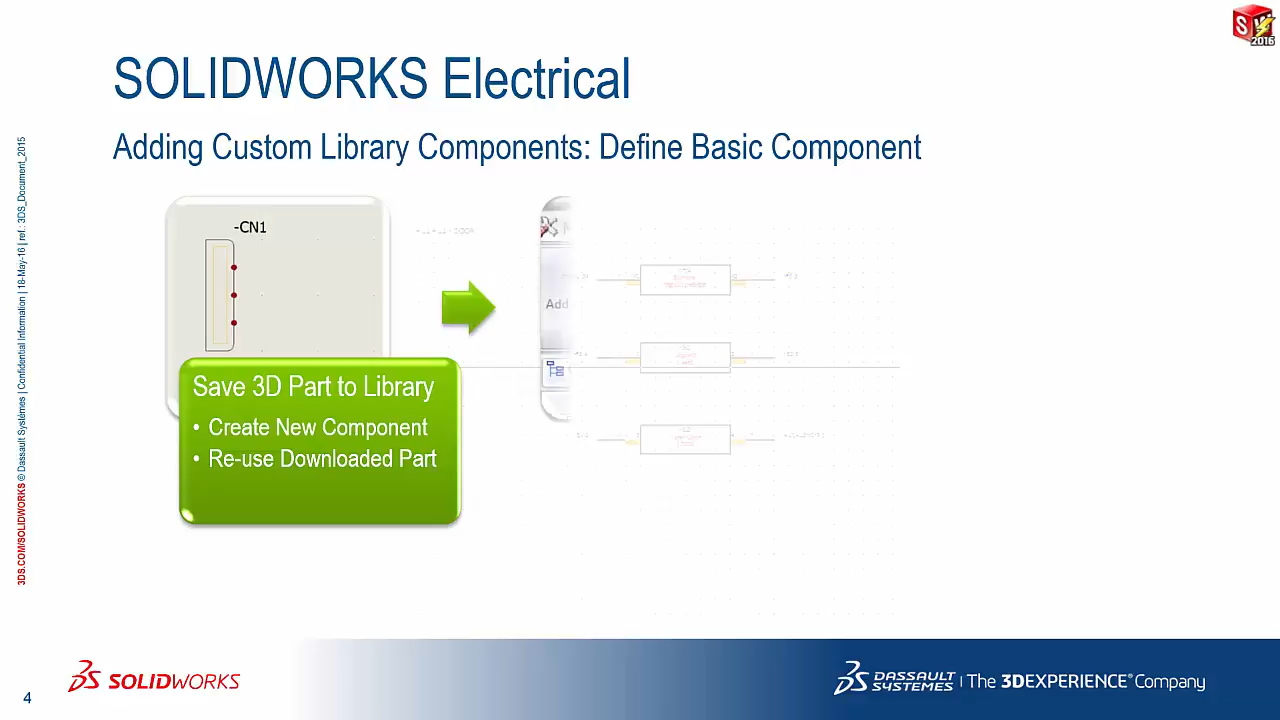 SW
2016
SOLIDWORKS Electrical
Adding Custom Library Components: Define Basic Component
3DS.COM/SOLIDWORKS © Dassault Systèmes | Confidential Information | 18-May-16 | ref.: 3DS_Document_2015
-CN1
Add
Save 3D Part to Library
• Create New Component
• Re-use Downloaded Part
SOLIDWORKS
DASSAULT SYSTEMES | The 3DEXPERIENCE® Company
4